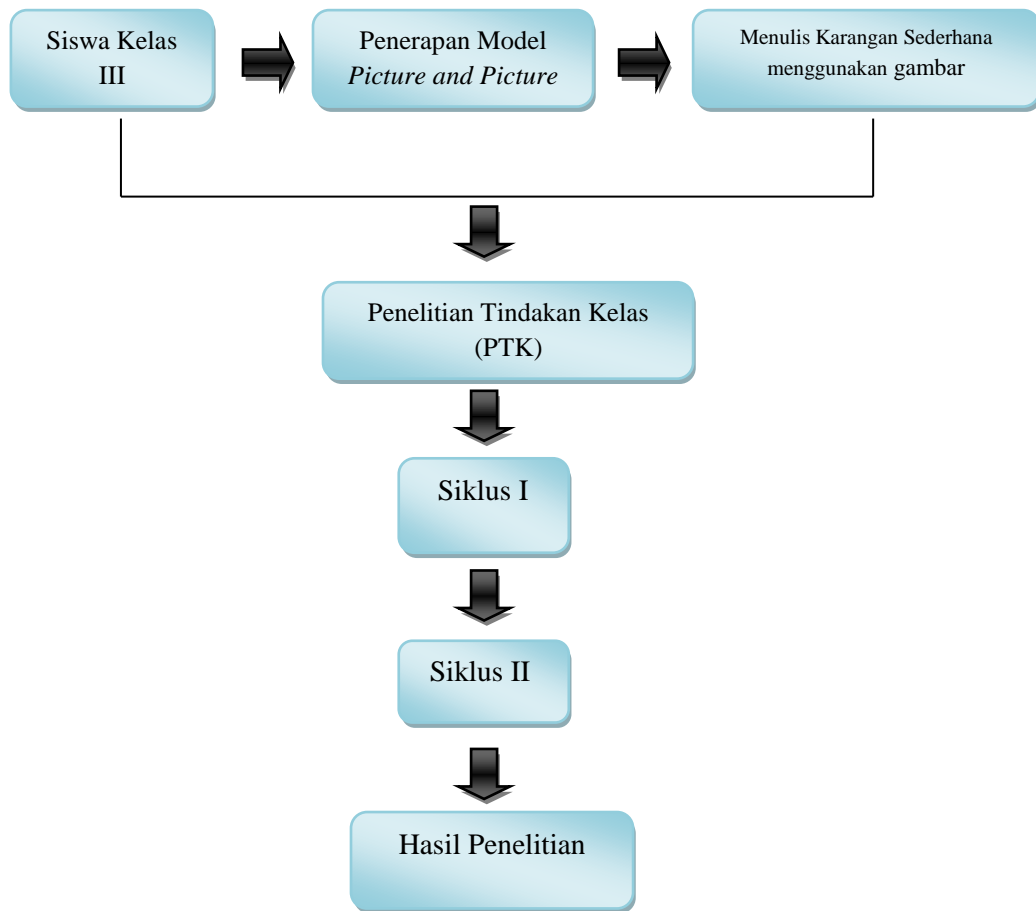 Siswa Kelas
III
Penerapan Model
Picture and Picture
Menulis Karangan Sederhana
menggunakan gambar
Penelitian Tindakan Kelas
(PTK)
Siklus I
Siklus II
Hasil Penelitian